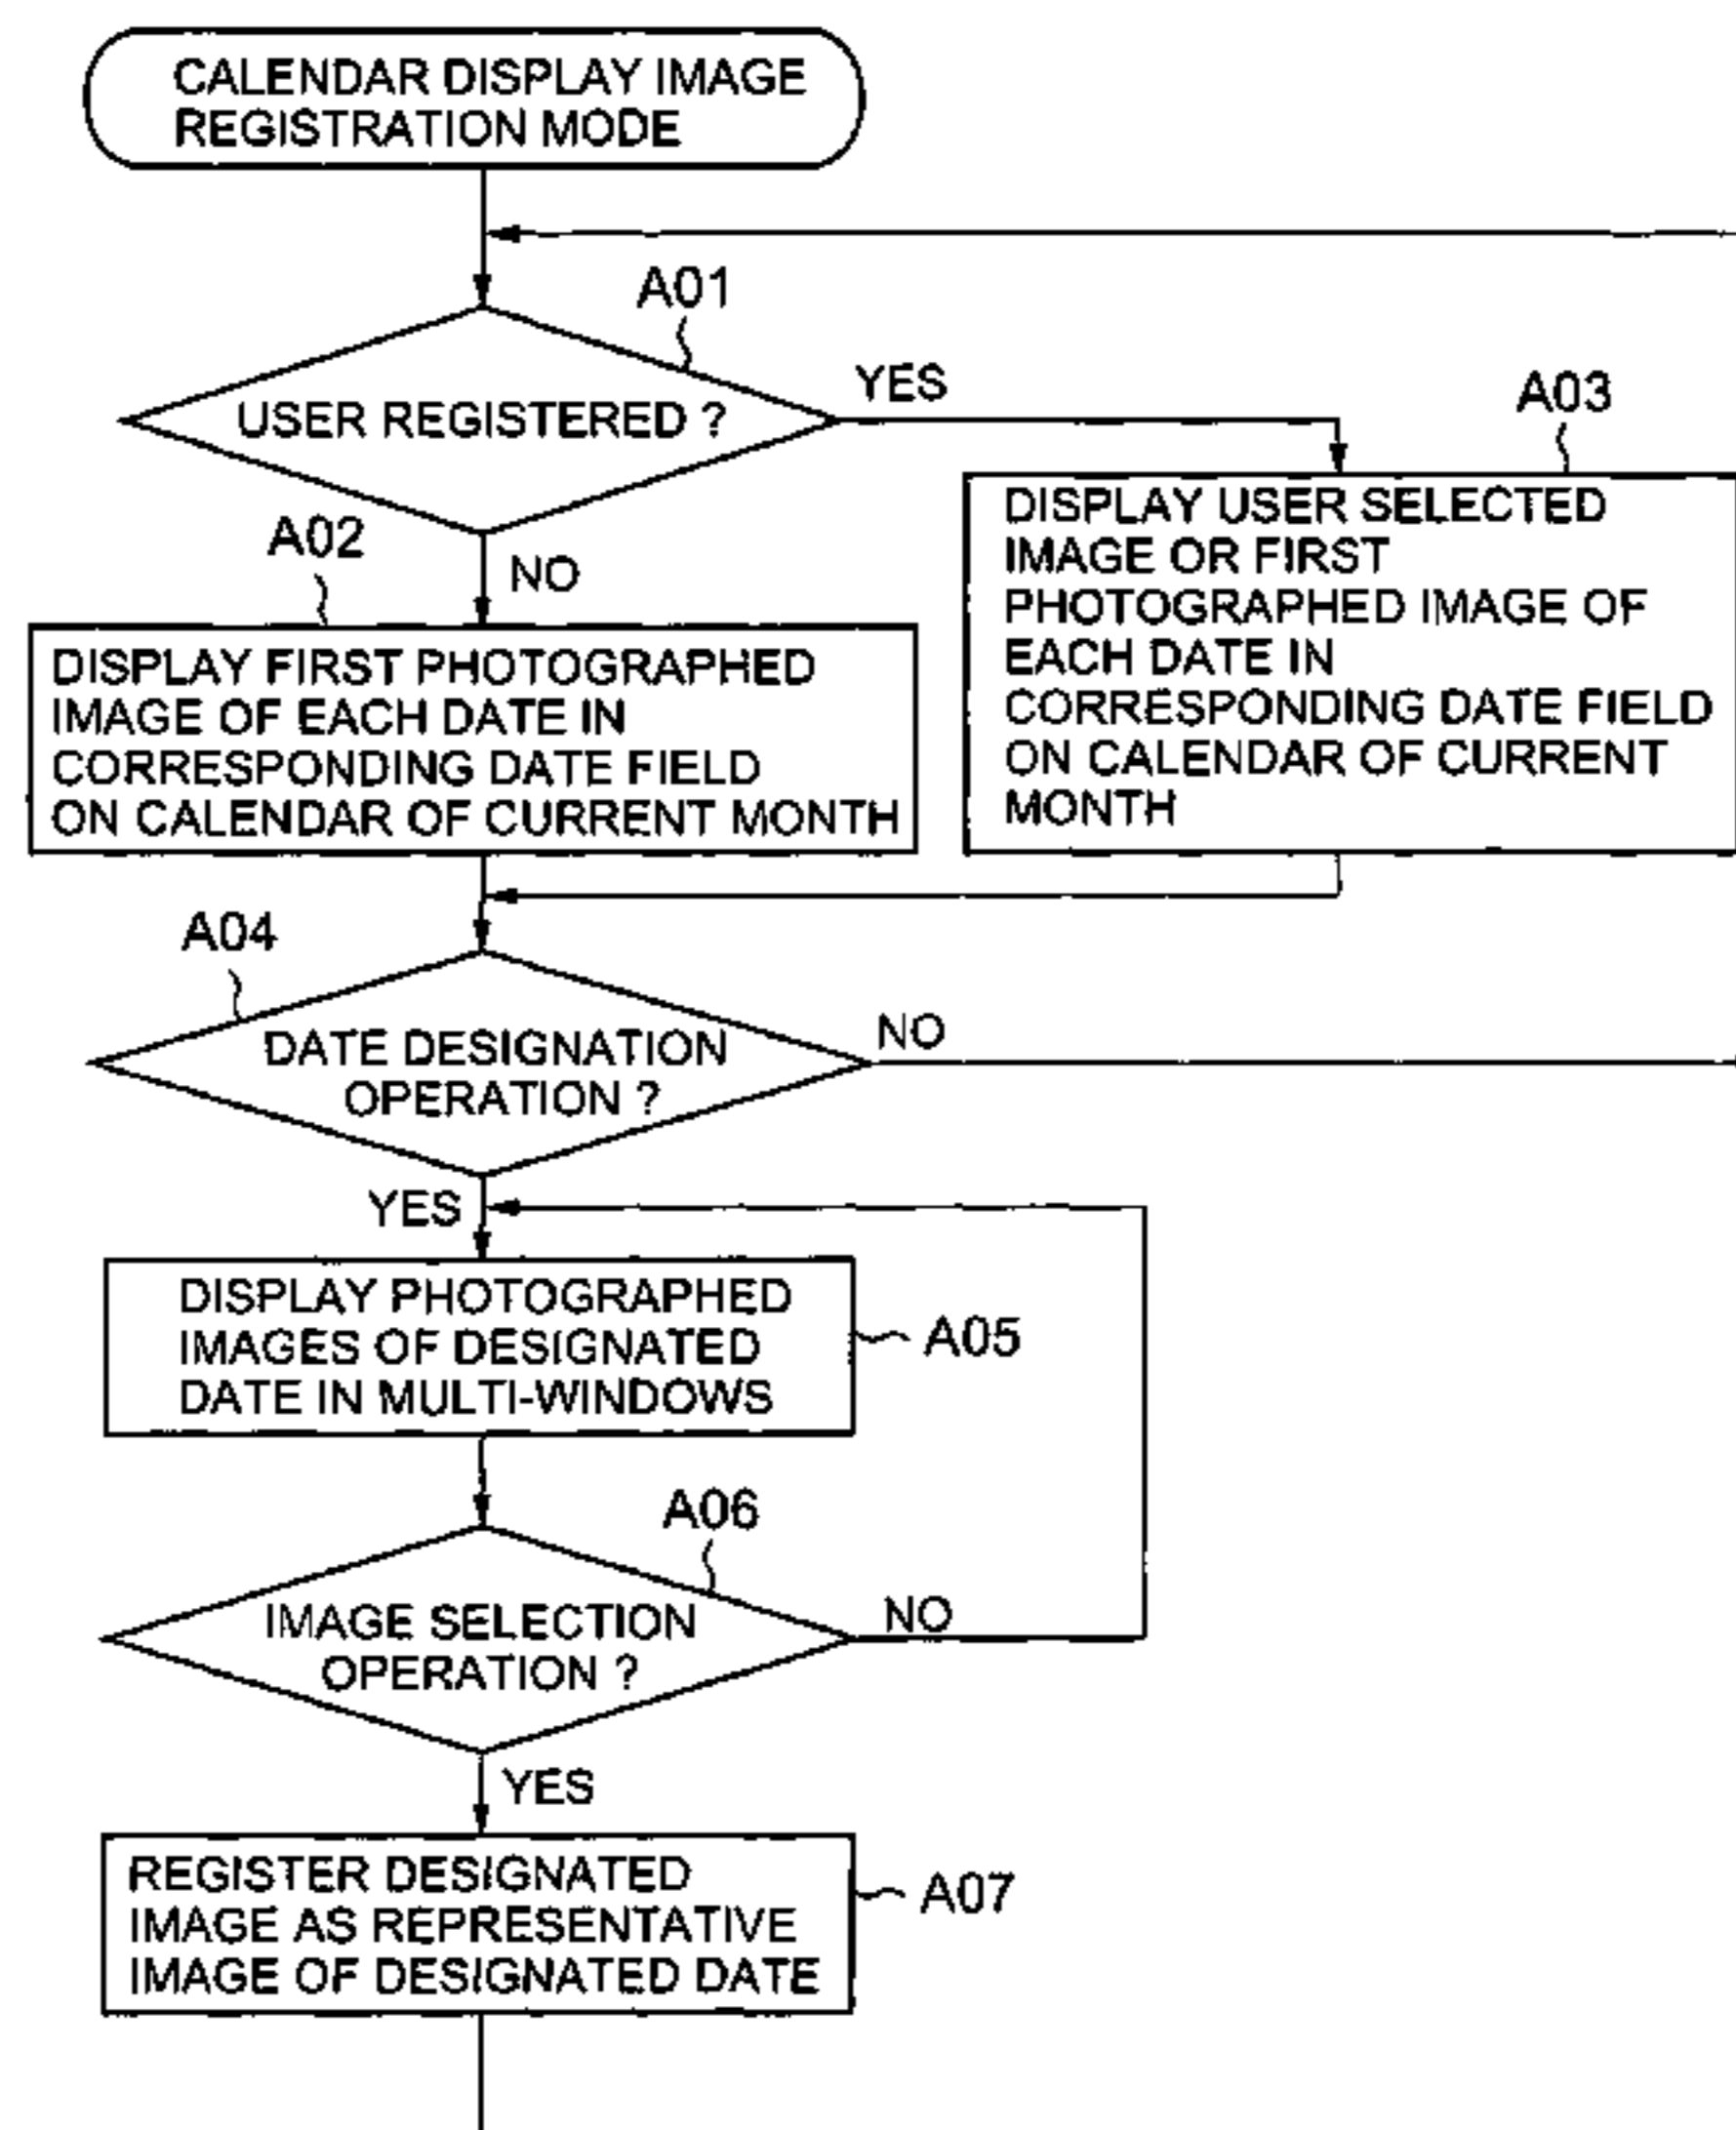 CALENDAR DISPLAY IMAGE
REGISTRATION MODE
A01
USER REGISTERED ?
YES
A03
DISPLAY USER SELECTED
IMAGE OR FIRST
PHOTOGRAPHED IMAGE OF
EACH DATE IN
CORRESPONDING DATE FIELD
ON CALENDAR OF CURRENT
MONTH
A02
NO
DISPLAY FIRST PHOTOGRAPHED
IMAGE OF EACH DATE IN
CORRESPONDING DATE FIELD
ON CALENDAR OF CURRENT MONTH
A04
DATE DESIGNATION
OPERATION ?
NO
YES
DISPLAY PHOTOGRAPHED
IMAGES OF DESIGNATED
DATE IN MULTI-WINDOWS
A05
A06
IMAGE SELECTION
OPERATION ?
NO
YES
REGISTER DESIGNATED
IMAGE AS REPRESENTATIVE
IMAGE OF DESIGNATED DATE
A07